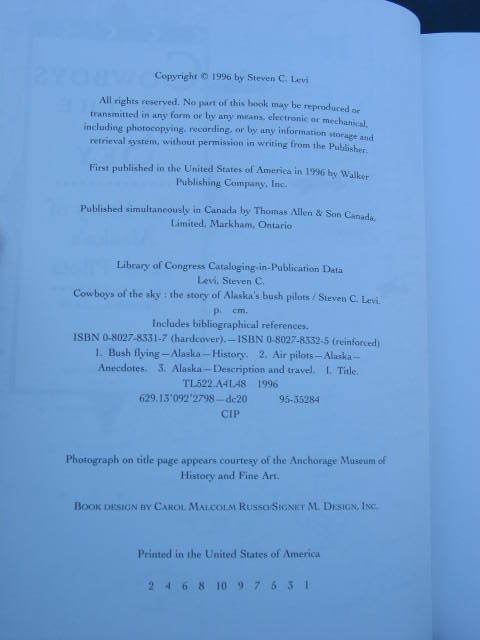 Copyright © 1996 by Steven C. Levi
All rights reserved. No part of this book may be reproduced or
transmitted in any form or by any means, electronic or mechanical,
including photocopying, recording, or by any information storage and
retrieval system, without permission in writing from the Publisher.
First published in the United States of America in 1996 by Walker
Publishing Company, Inc.
Published simultaneously in Canada by Thomas Allen & Son Canada,
Limited, Markham, Ontario
Library of Congress Cataloging-in-Publication Data
Levi, Steven C.
Cowboys of the sky : the story of Alaska's bush pilots / Steven C. Levi.
p. cm.
Includes bibliographical references.
ISBN 0-8027-8331-7 (hardcover). — ISBN 0-8027-8332-5 (reinforced)
1. Bush flying—Alaska—History. 2. Air pilots—Alaska—
Anecdotes. 3. Alaska—Description and travel. I. Title.
TL522.A4L48 1996
629.13'092'2798—dc20 95-35284
CIP
Photograph on title page appears courtesy of the Anchorage Museum of
History and Fine Art.
BOOK DESIGN BY CAROL MALCOLM RUSSO/SIGNET M. DESIGN, INC.
Printed in the United States of America
2 4 6 8 10 9 7 5 3 1